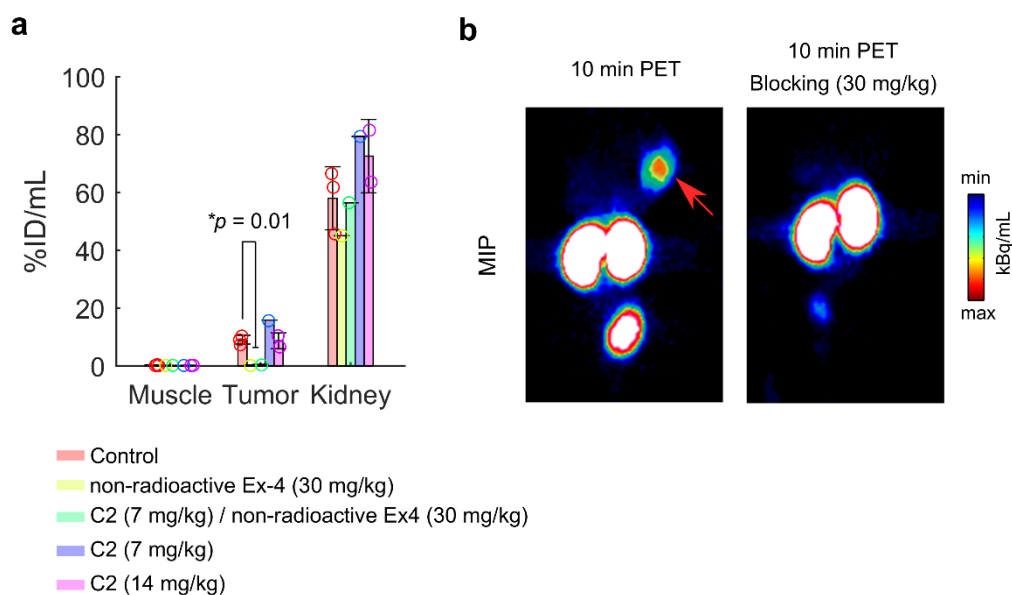 a
%ID/mL
100
80
60
40
20
0
*p = 0.01
Muscle Tumor Kidney
Control
non-radioactive Ex-4 (30 mg/kg)
C2 (7 mg/kg) / non-radioactive Ex4 (30 mg/kg)
C2 (7 mg/kg)
C2 (14 mg/kg)
b
10 min PET
10 min PET
Blocking (30 mg/kg)
MIP
min
kBq/mL
max